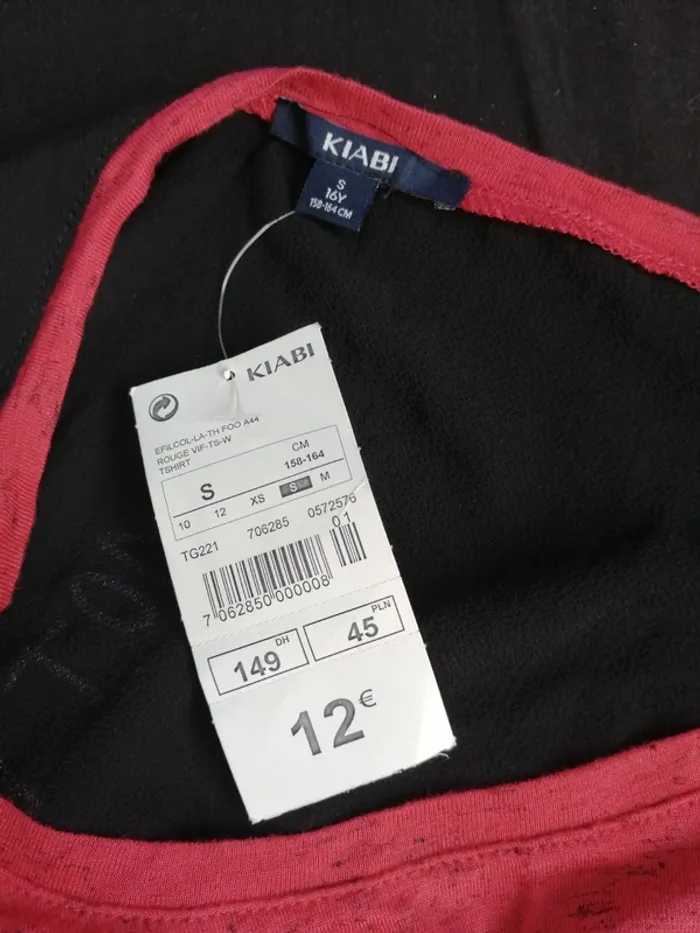 KIABI
S
16Y
158-164 CM
KIABI
EFILCOL-LA-TH FOO A44
ROUGE VIF-TS-W
TSHIRT
CM
S 158-164
10 12 XS S M
TG221 706285 0572576
01
7 062850 000008
149 DH
45 PLN
12 €